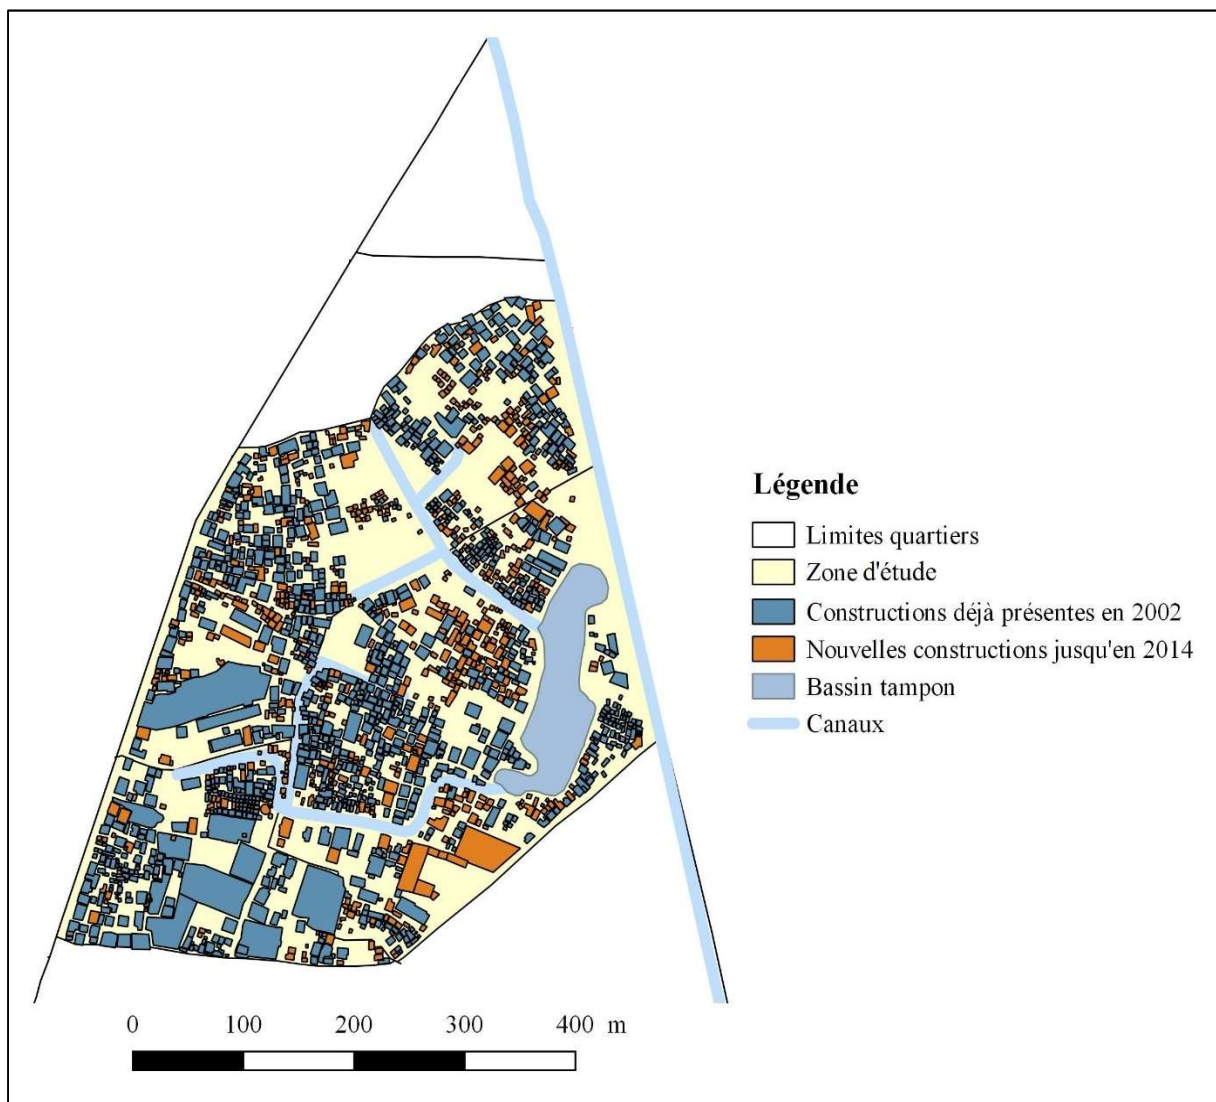 Légende
Limites quartiers
Zone d'étude
Constructions déjà présentes en 2002
Nouvelles constructions jusqu'en 2014
Bassin tampon
Canaux
0 100 200 300 400 m